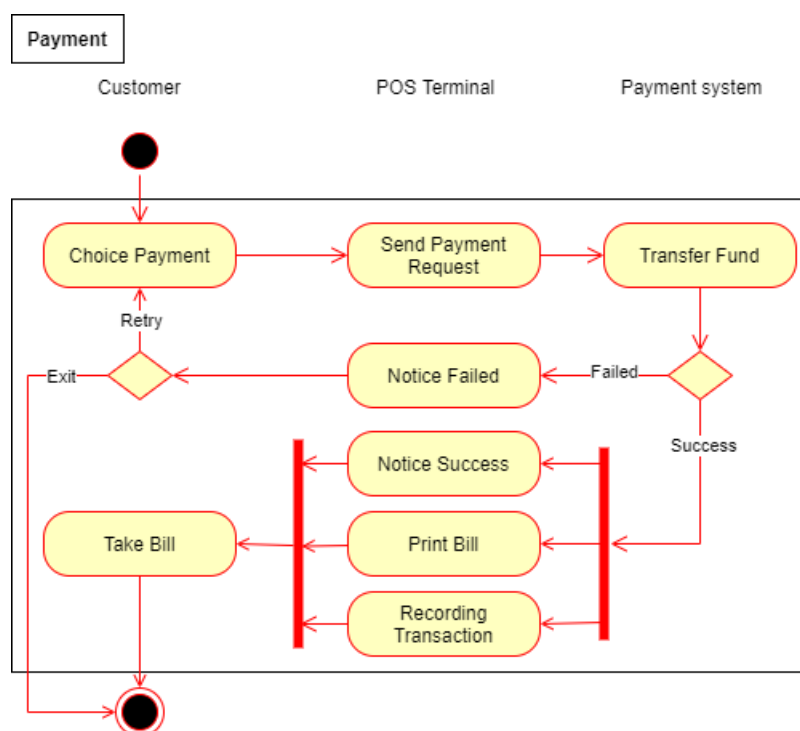 Payment
Customer
POS Terminal
Payment system
Choice Payment
Send Payment
Request
Transfer Fund
Retry
Exit
Notice Failed
Failed
Success
Notice Success
Take Bill
Print Bill
Recording
Transaction